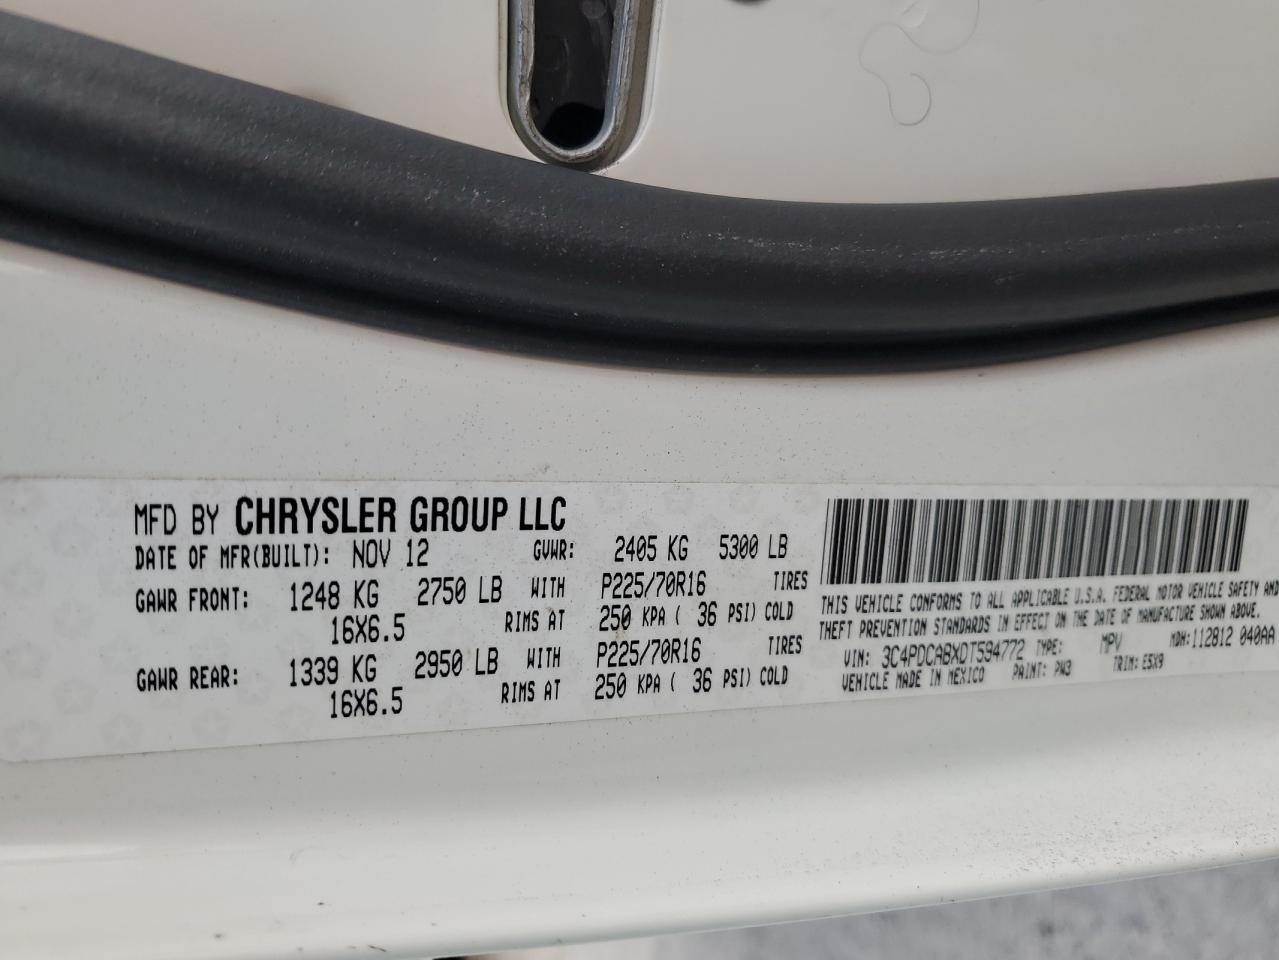 MFD BY CHRYSLER GROUP LLC
DATE OF MFR(BUILT): NOV 12 GVWR: 2405 KG 5300 LB
GAWR FRONT: 1248 KG 2750 LB WITH P225/70R16 TIRES
16X6.5 RIMS AT 250 KPA ( 36 PSI) COLD
GAWR REAR: 1339 KG 2950 LB WITH P225/70R16 TIRES
16X6.5 RIMS AT 250 KPA ( 36 PSI) COLD
THIS VEHICLE CONFORMS TO ALL APPLICABLE U.S.A. FEDERAL MOTOR VEHICLE SAFETY AND
THEFT PREVENTION STANDARDS IN EFFECT ON THE DATE OF MANUFACTURE SHOWN ABOVE.
VIN: 3C4PDCABXDT594772 TYPE: MPV MDH:112812 040AA
VEHICLE MADE IN MEXICO PAINT: PW3 TRIM: E5X9